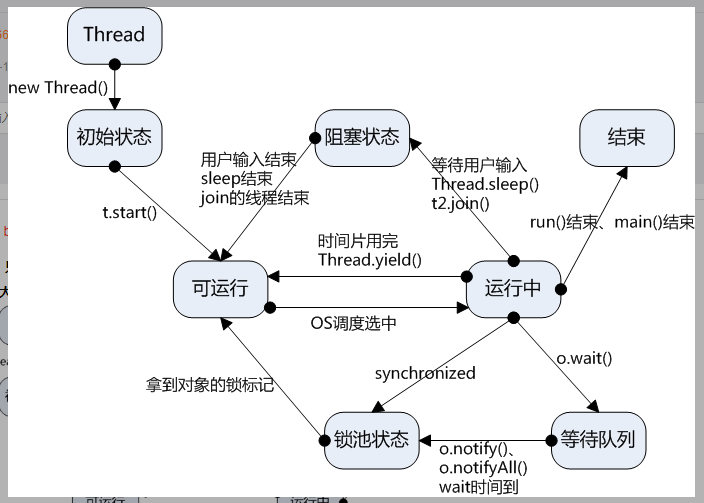 Thread
new Thread()
初始状态
阻塞状态
结束
用户输入结束
sleep结束
join的线程结束
等待用户输入
Thread.sleep()
t2.join()
t.start()
run()结束、main()结束
时间片用完
Thread.yield()
可运行
运行中
OS调度选中
synchronized
o.wait()
拿到对象的锁标记
锁池状态
等待队列
o.notify()、
o.notifyAll()
wait时间到
可运行